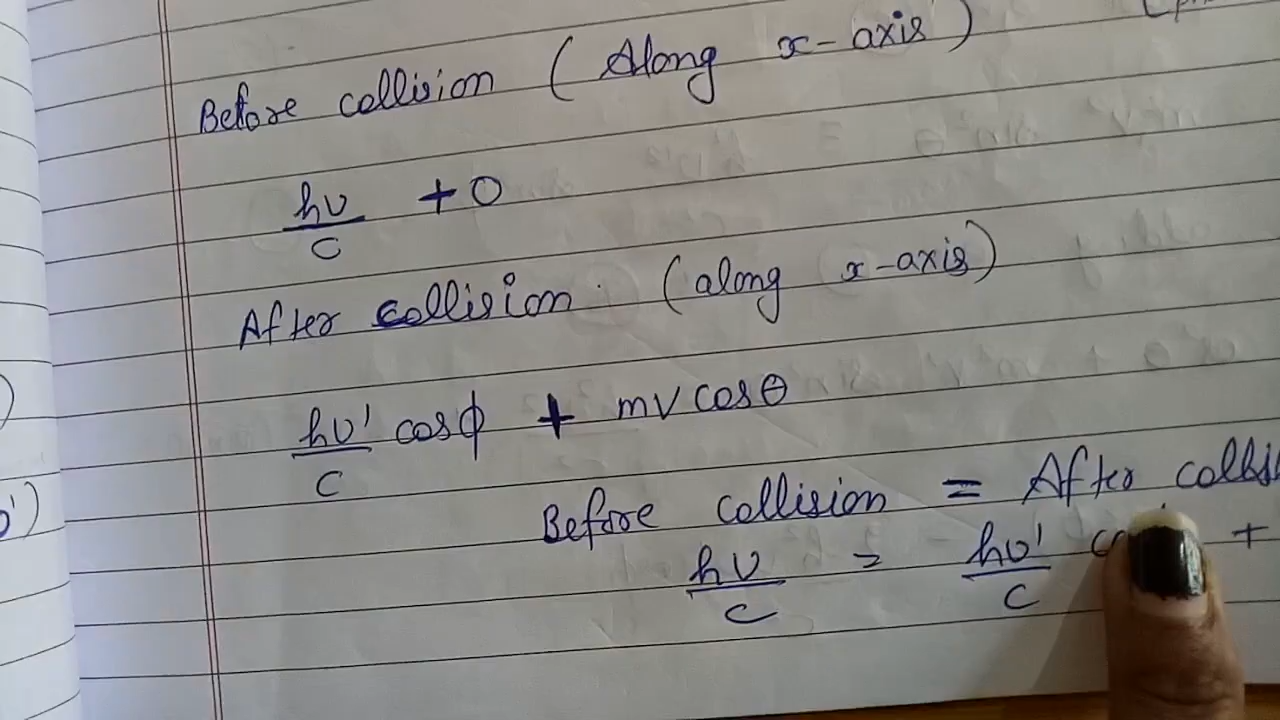 Before collision ( Along x-axis )
hν/c + 0
After collision. (along x-axis)
hν'/c cosϕ + mv cosθ
Before collision = After
hν/c = hν'/c +